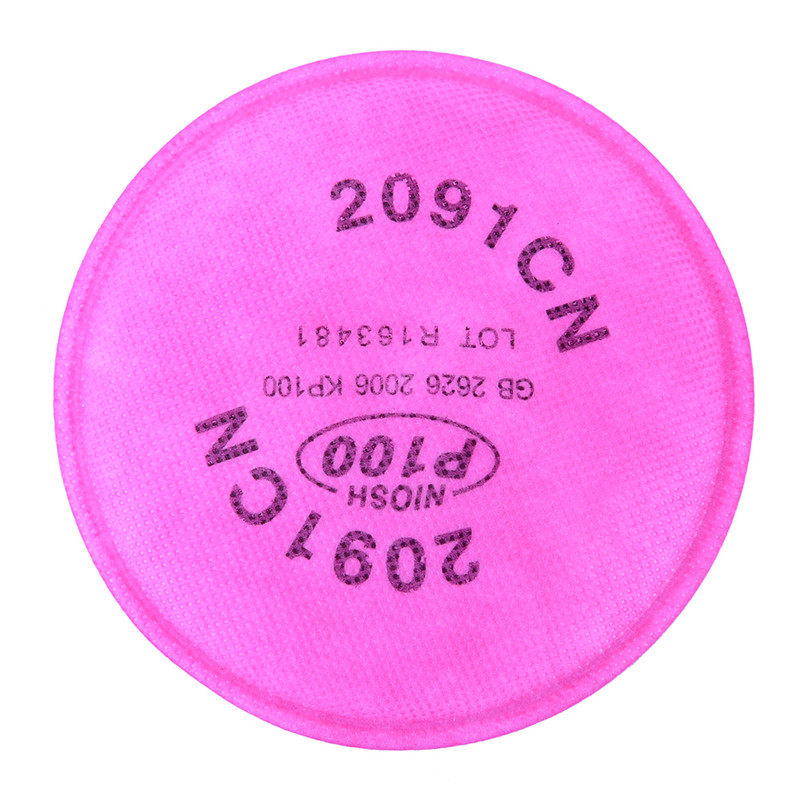 2091CN
NIOSH
P100
GB 2626 2006 KP100
LOT R163481
2091CN